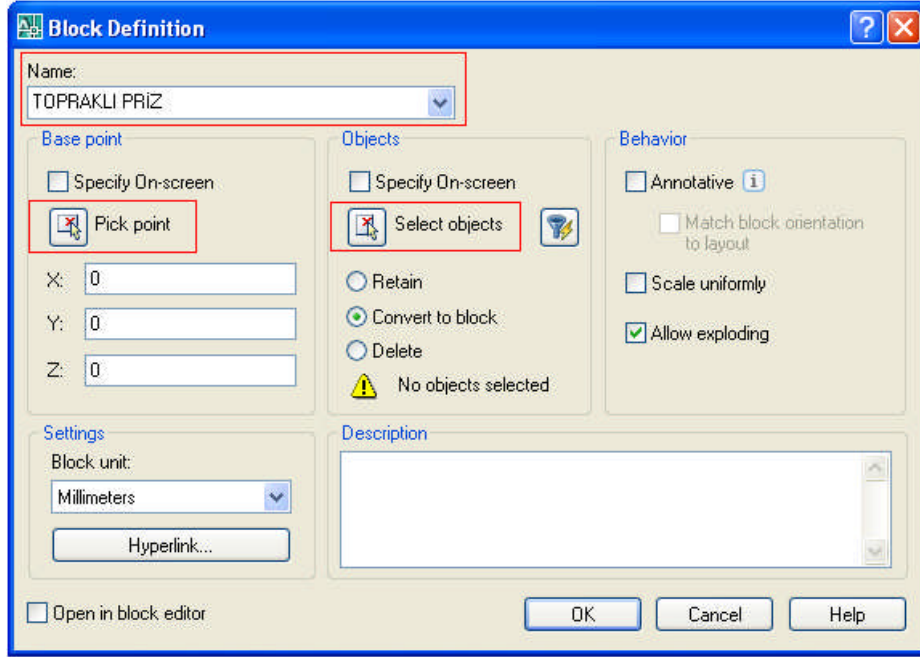 Block Definition
Name:
TOPRAKLI PRİZ
Base point
Specify On-screen
Pick point
X: 0
Y: 0
Z: 0
Objects
Specify On-screen
Select objects
Retain
Convert to block
Delete
No objects selected
Behavior
Annotative
Match block orientation
to layout
Scale uniformly
Allow exploding
Settings
Block unit:
Millimeters
Hyperlink...
Description
Open in block editor
OK
Cancel
Help